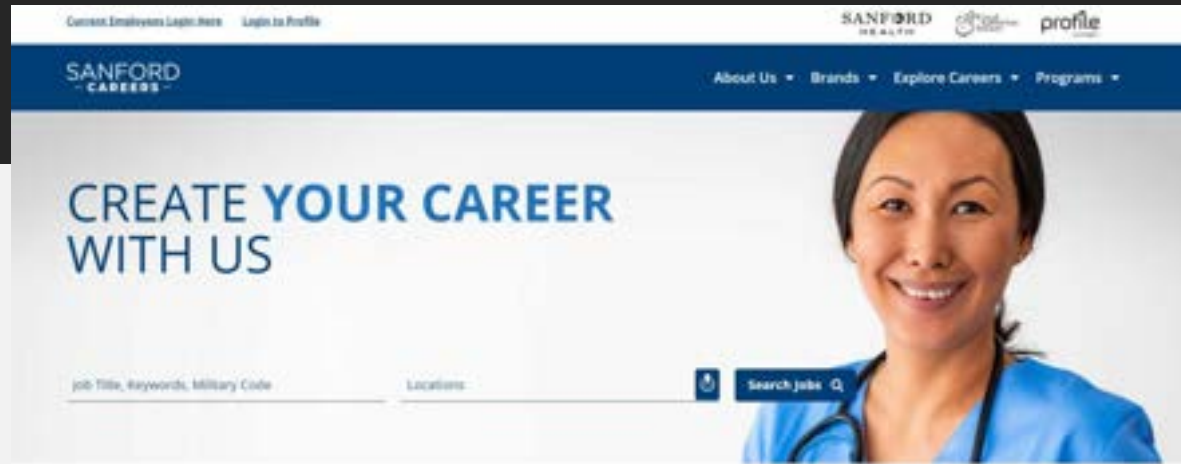 Current Employees Login Here Login to Profile
SANFORD
HEALTH
profile
SANFORD
CAREERS
About Us Brands Explore Careers Programs
CREATE YOUR CAREER
WITH US
Job Title, Keywords, Military Code
Locations
Search Jobs